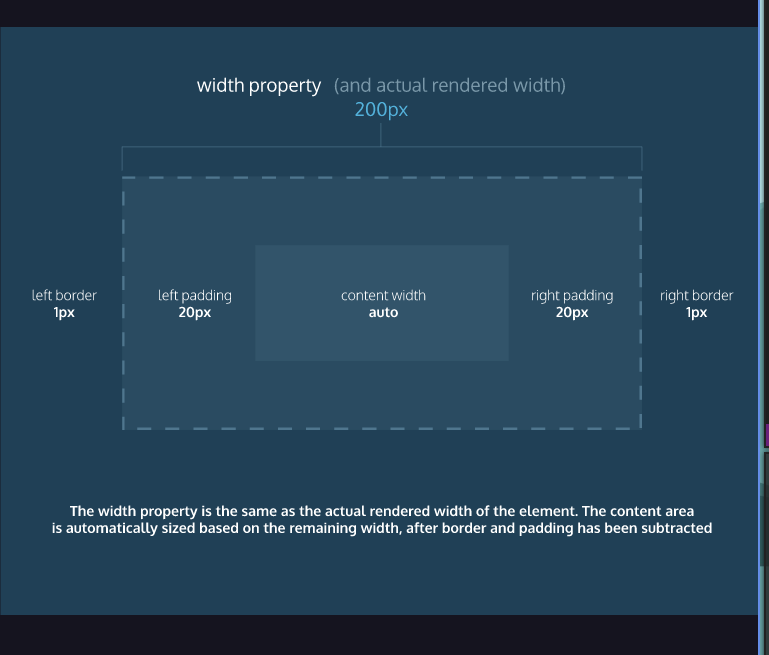 width property (and actual rendered width)
200px
left border
1px
left padding
20px
content width
auto
right padding
20px
right border
1px
The width property is the same as the actual rendered width of the element. The content area
is automatically sized based on the remaining width, after border and padding has been subtracted